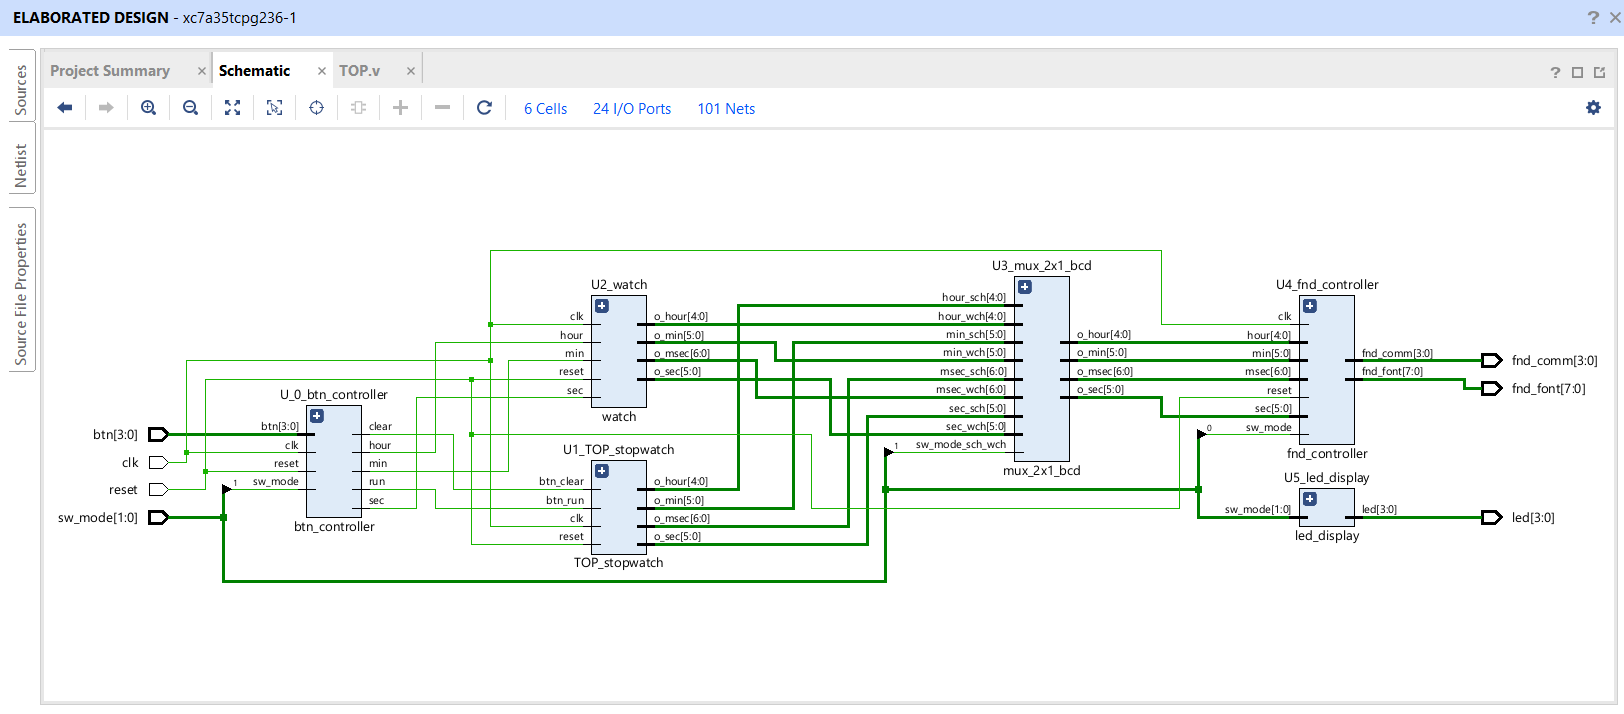 ELABORATED DESIGN - xc7a35tcpg236-1
? ×
Sources
Netlist
Source File Properties
Project Summary ×
Schematic ×
TOP.v ×
?
6 Cells
24 I/O Ports
101 Nets
btn[3:0]
clk
reset
sw_mode[1:0]
U_0_btn_controller
btn[3:0]
clk
reset
1
sw_mode
clear
hour
min
run
sec
btn_controller
U2_watch
clk
hour
min
reset
sec
o_hour[4:0]
o_min[5:0]
o_msec[6:0]
o_sec[5:0]
watch
U1_TOP_stopwatch
btn_clear
btn_run
clk
reset
o_hour[4:0]
o_min[5:0]
o_msec[6:0]
o_sec[5:0]
TOP_stopwatch
U3_mux_2x1_bcd
hour_sch[4:0]
hour_wch[4:0]
min_sch[5:0]
min_wch[5:0]
msec_sch[6:0]
msec_wch[6:0]
sec_sch[5:0]
sec_wch[5:0]
1
sw_mode_sch_wch
o_hour[4:0]
o_min[5:0]
o_msec[6:0]
o_sec[5:0]
mux_2x1_bcd
U4_fnd_controller
clk
hour[4:0]
min[5:0]
msec[6:0]
reset
sec[5:0]
0
sw_mode
fnd_comm[3:0]
fnd_font[7:0]
fnd_controller
U5_led_display
sw_mode[1:0]
led[3:0]
led_display
fnd_comm[3:0]
fnd_font[7:0]
led[3:0]